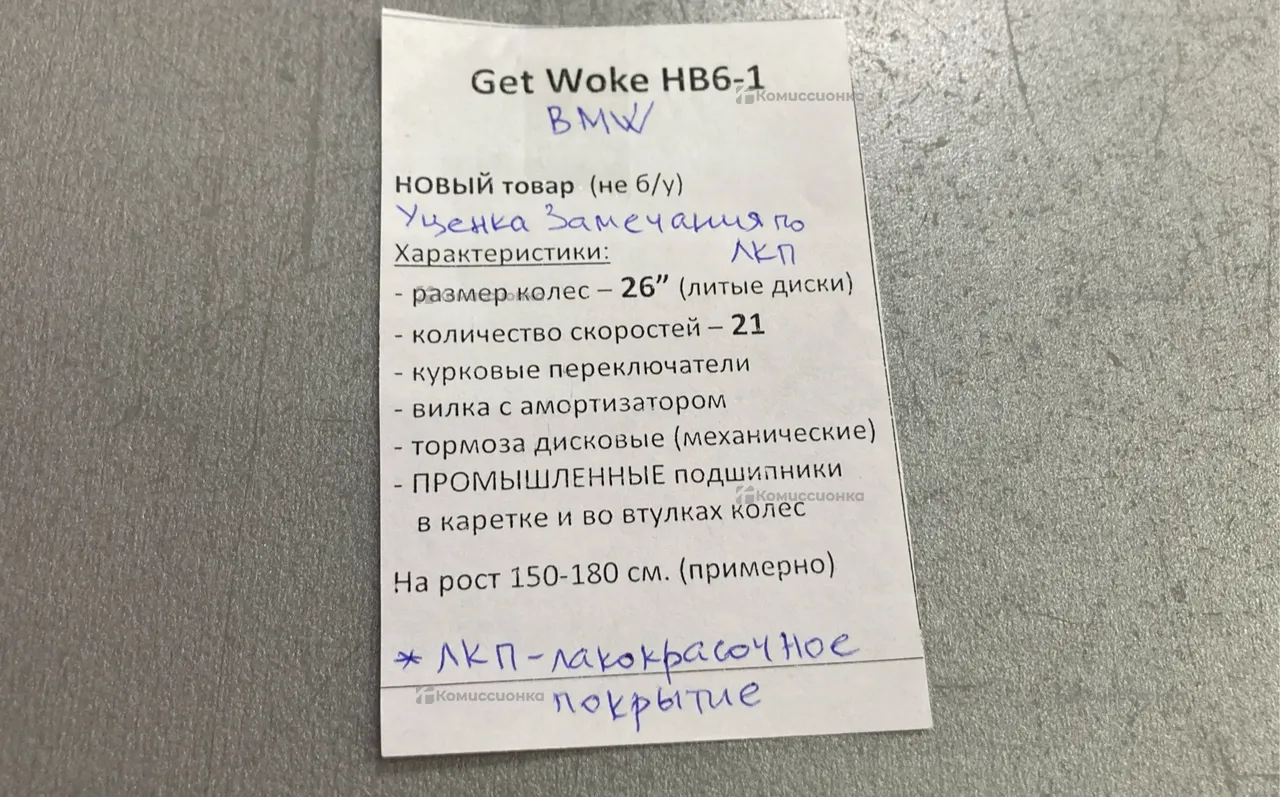 Get Woke HB6-1
Комиссионка
BMW
НОВЫЙ товар (не б/у)
Уценка Замечания по
ЛКП
Характеристики:
- размер колес – 26” (литые диски)
- количество скоростей – 21
- курковые переключатели
- вилка с амортизатором
- тормоза дисковые (механические)
- ПРОМЫШЛЕННЫЕ подшипники
Комиссионка
в каретке и во втулках колес
На рост 150-180 см. (примерно)
* ЛКП-лакокрасочное
Комиссионка
покрытие